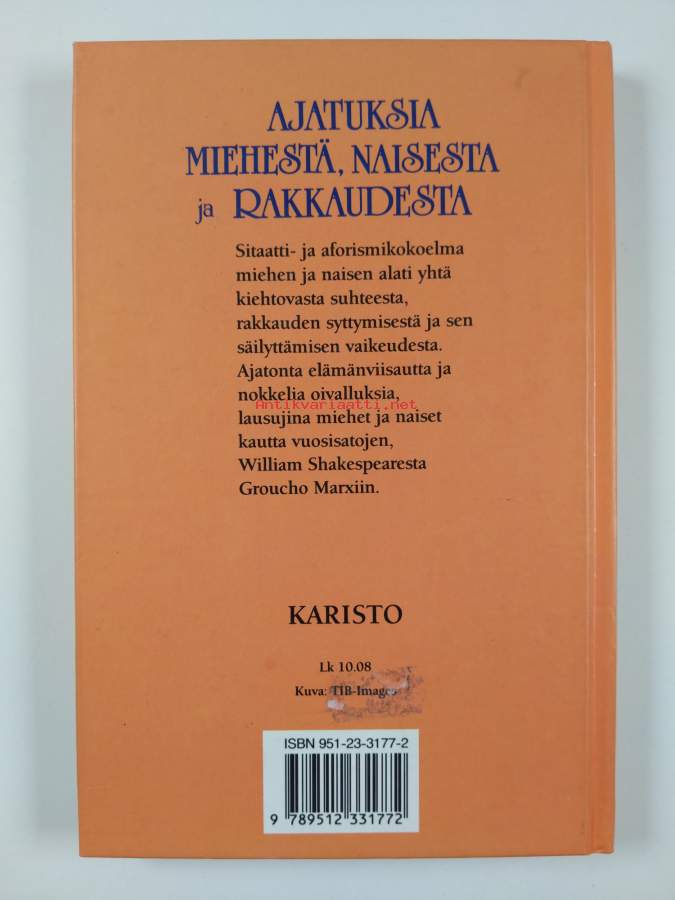 AJATUKSIA
MIEHESTÄ, NAISESTA
ja RAKKAUDESTA
Sitaatti- ja aforismikokoelma
miehen ja naisen alati yhtä
kiehtovasta suhteesta,
rakkauden syttymisestä ja sen
säilyttämisen vaikeudesta.
Ajatonta elämänviisautta ja
nokkelia oivalluksia,
Antikvariaatti.net
lausujina miehet ja naiset
kautta vuosisatojen,
William Shakespearesta
Groucho Marxiin.
KARISTO
Lk 10.08
Kuva: TIB-Images
ISBN 951-23-3177-2
9 789512 331772